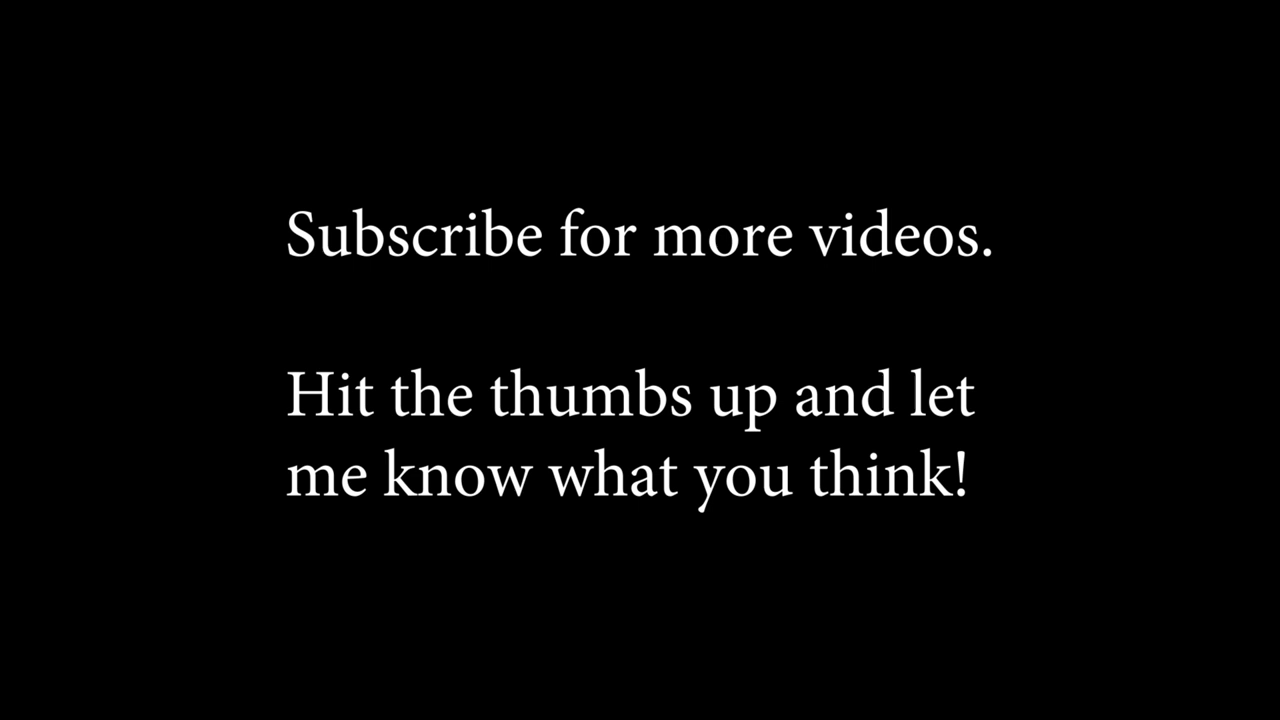 Subscribe for more videos.
Hit the thumbs up and let
me know what you think!